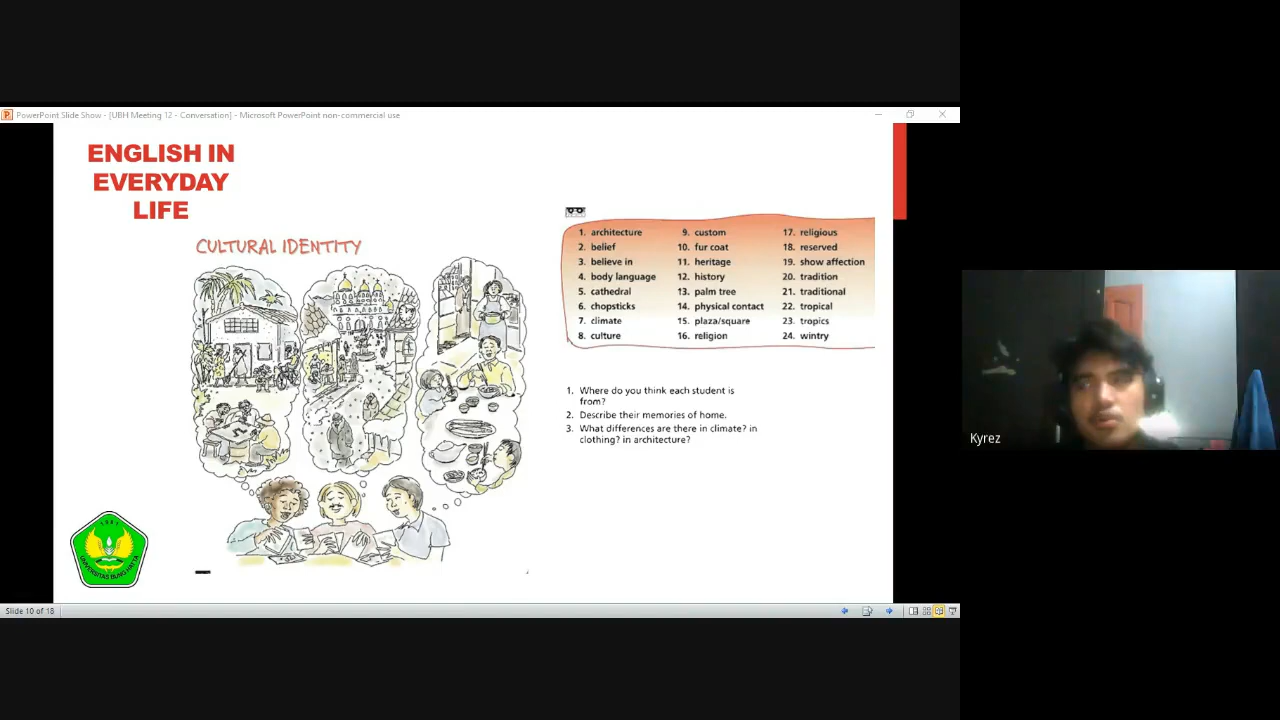 PowerPoint Slide Show - [UBH Meeting 12 - Conversation] - Microsoft PowerPoint non-commercial use
ENGLISH IN
EVERYDAY
LIFE
CULTURAL IDENTITY
1. architecture
2. belief
3. believe in
4. body language
5. cathedral
6. chopsticks
7. climate
8. culture
9. custom
10. fur coat
11. heritage
12. history
13. palm tree
14. physical contact
15. plaza/square
16. religion
17. religious
18. reserved
19. show affection
20. tradition
21. traditional
22. tropical
23. tropics
24. wintry
1. Where do you think each student is
from?
2. Describe their memories of home.
3. What differences are there in climate? in
clothing? in architecture?
1981
UNIVERSITAS BUNG HATTA
Slide 10 of 18
Kyrez